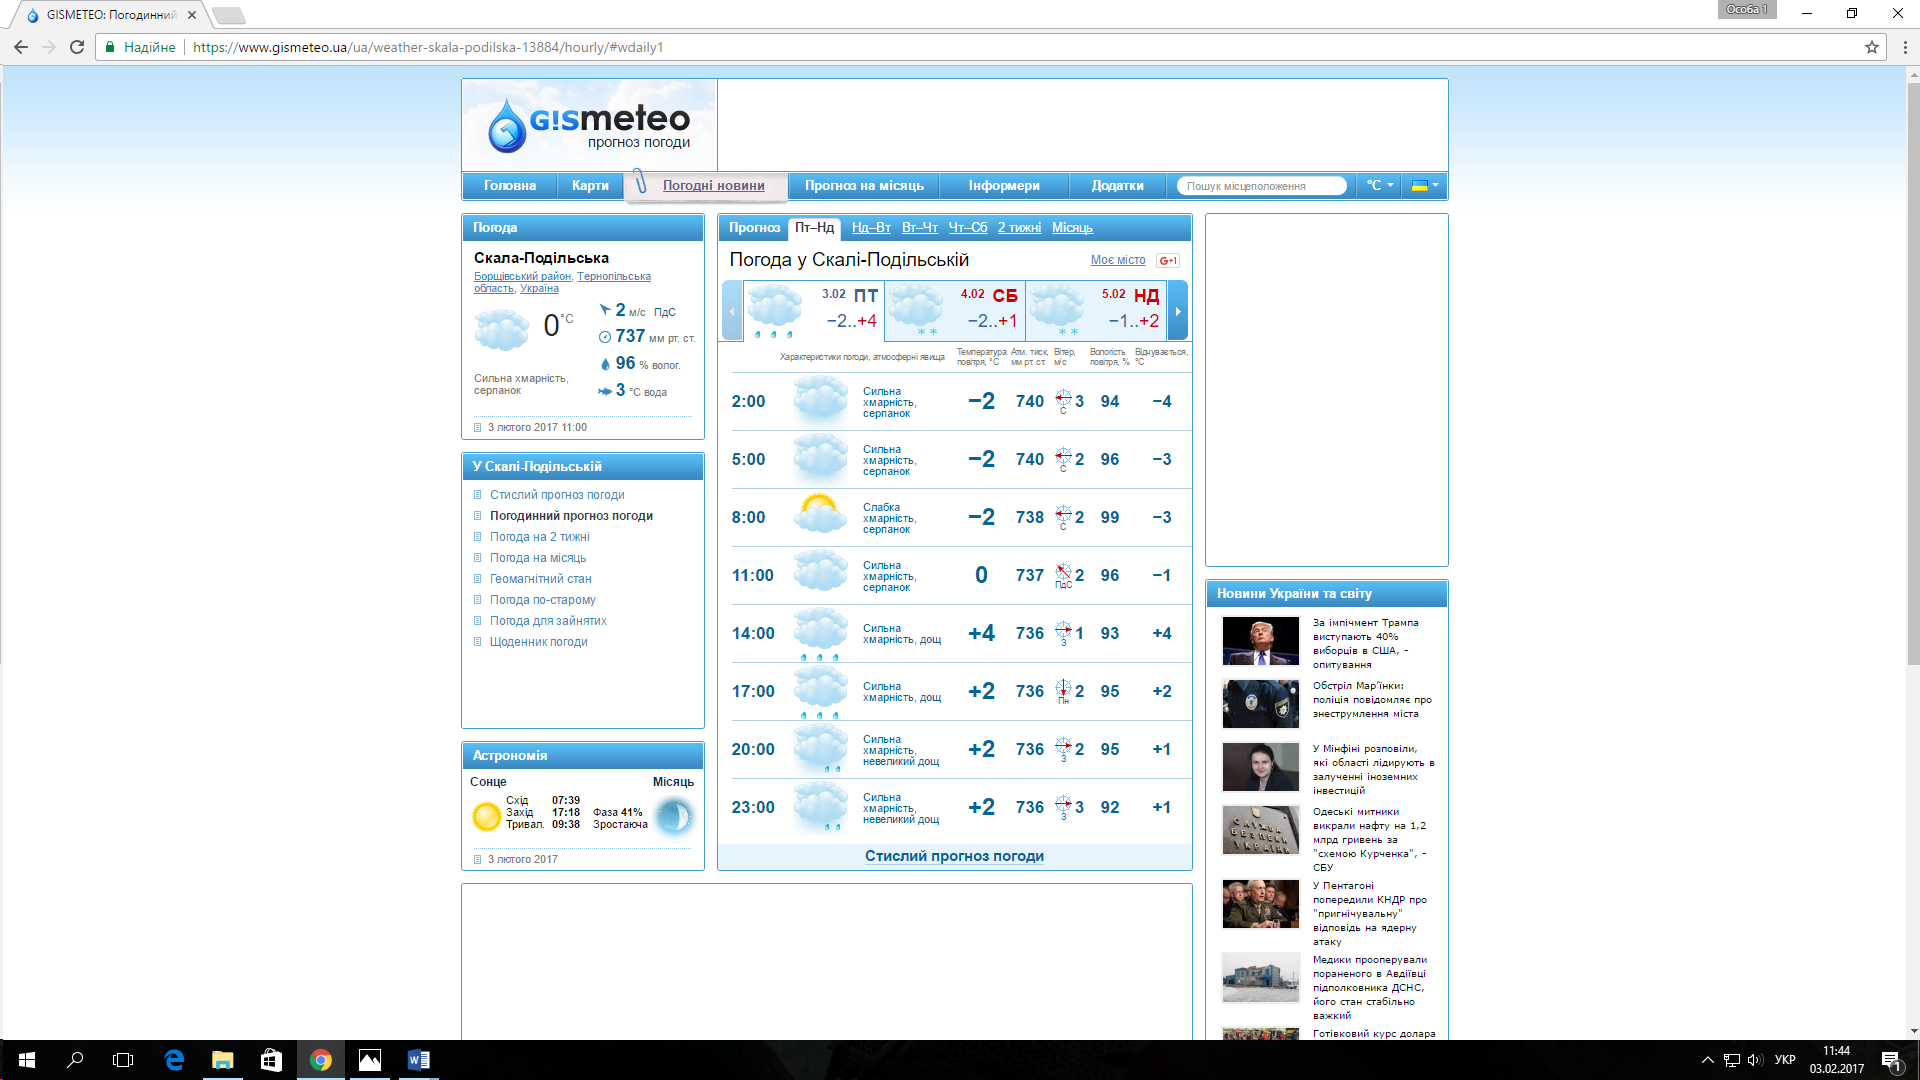 GISMETEO: Погодинний
Особа 1
Надійне
https://www.gismeteo.ua/ua/weather-skala-podilska-13884/hourly/#wdaily1
G!Smeteo
прогноз погоди
Головна
Карти
Погодні новини
Прогноз на місяць
Інформери
Додатки
Пошук місцеположення
°C
Погода
Скала-Подільська
Борщівський район, Тернопільська
область, Україна
0°C
2 м/с ПдС
737 мм рт. ст.
96 % волог.
3 °C вода
Сильна хмарність,
серпанок
3 лютого 2017 11:00
У Скалі-Подільській
Стислий прогноз погоди
Погодинний прогноз погоди
Погода на 2 тижні
Погода на місяць
Геомагнітний стан
Погода по-старому
Погода для зайнятих
Щоденник погоди
Астрономія
Сонце
Місяць
Схід 07:39
Захід 17:18
Тривал. 09:38
Фаза 41%
Зростаюча
3 лютого 2017
Прогноз Пт–Нд Нд–Вт Вт–Чт Чт–Сб 2 тижні Місяць
Погода у Скалі-Подільській
Моє місто
G+1
3.02 ПТ
−2..+4
4.02 СБ
−2..+1
5.02 НД
−1..+2
Характеристики погоди, атмосферні явища
Температура
повітря, °C
Атм. тиск,
мм рт. ст.
Вітер,
м/с
Вологість
повітря, %
Відчувається,
°C
2:00 Сильна хмарність, серпанок −2 740 С 3 94 −4
5:00 Сильна хмарність, серпанок −2 740 С 2 96 −3
8:00 Слабка хмарність, серпанок −2 738 С 2 99 −3
11:00 Сильна хмарність, серпанок 0 737 ПдС 2 96 −1
14:00 Сильна хмарність, дощ +4 736 З 1 93 +4
17:00 Сильна хмарність, дощ +2 736 Пн 2 95 +2
20:00 Сильна хмарність, невеликий дощ +2 736 З 2 95 +1
23:00 Сильна хмарність, невеликий дощ +2 736 З 3 92 +1
Стислий прогноз погоди
Новини України та світу
За імпічмент Трампа
виступають 40%
виборців в США, -
опитування
Обстріл Мар'їнки:
поліція повідомляє про
знеструмлення міста
У Мінфіні розповіли,
які області лідирують в
залученні іноземних
інвестицій
Одеські митники
викрали нафту на 1,2
млрд гривень за
"схемою Курченка", -
СБУ
У Пентагоні
попередили КНДР про
"пригнічувальну"
відповідь на ядерну
атаку
Медики прооперували
пораненого в Авдіївці
підполковника ДСНС,
його стан стабільно
важкий
Готівковий курс долара
СЛУЖБА
БЕЗПЕКИ
УКРАЇНИ
УКР
11:44
03.02.2017
1